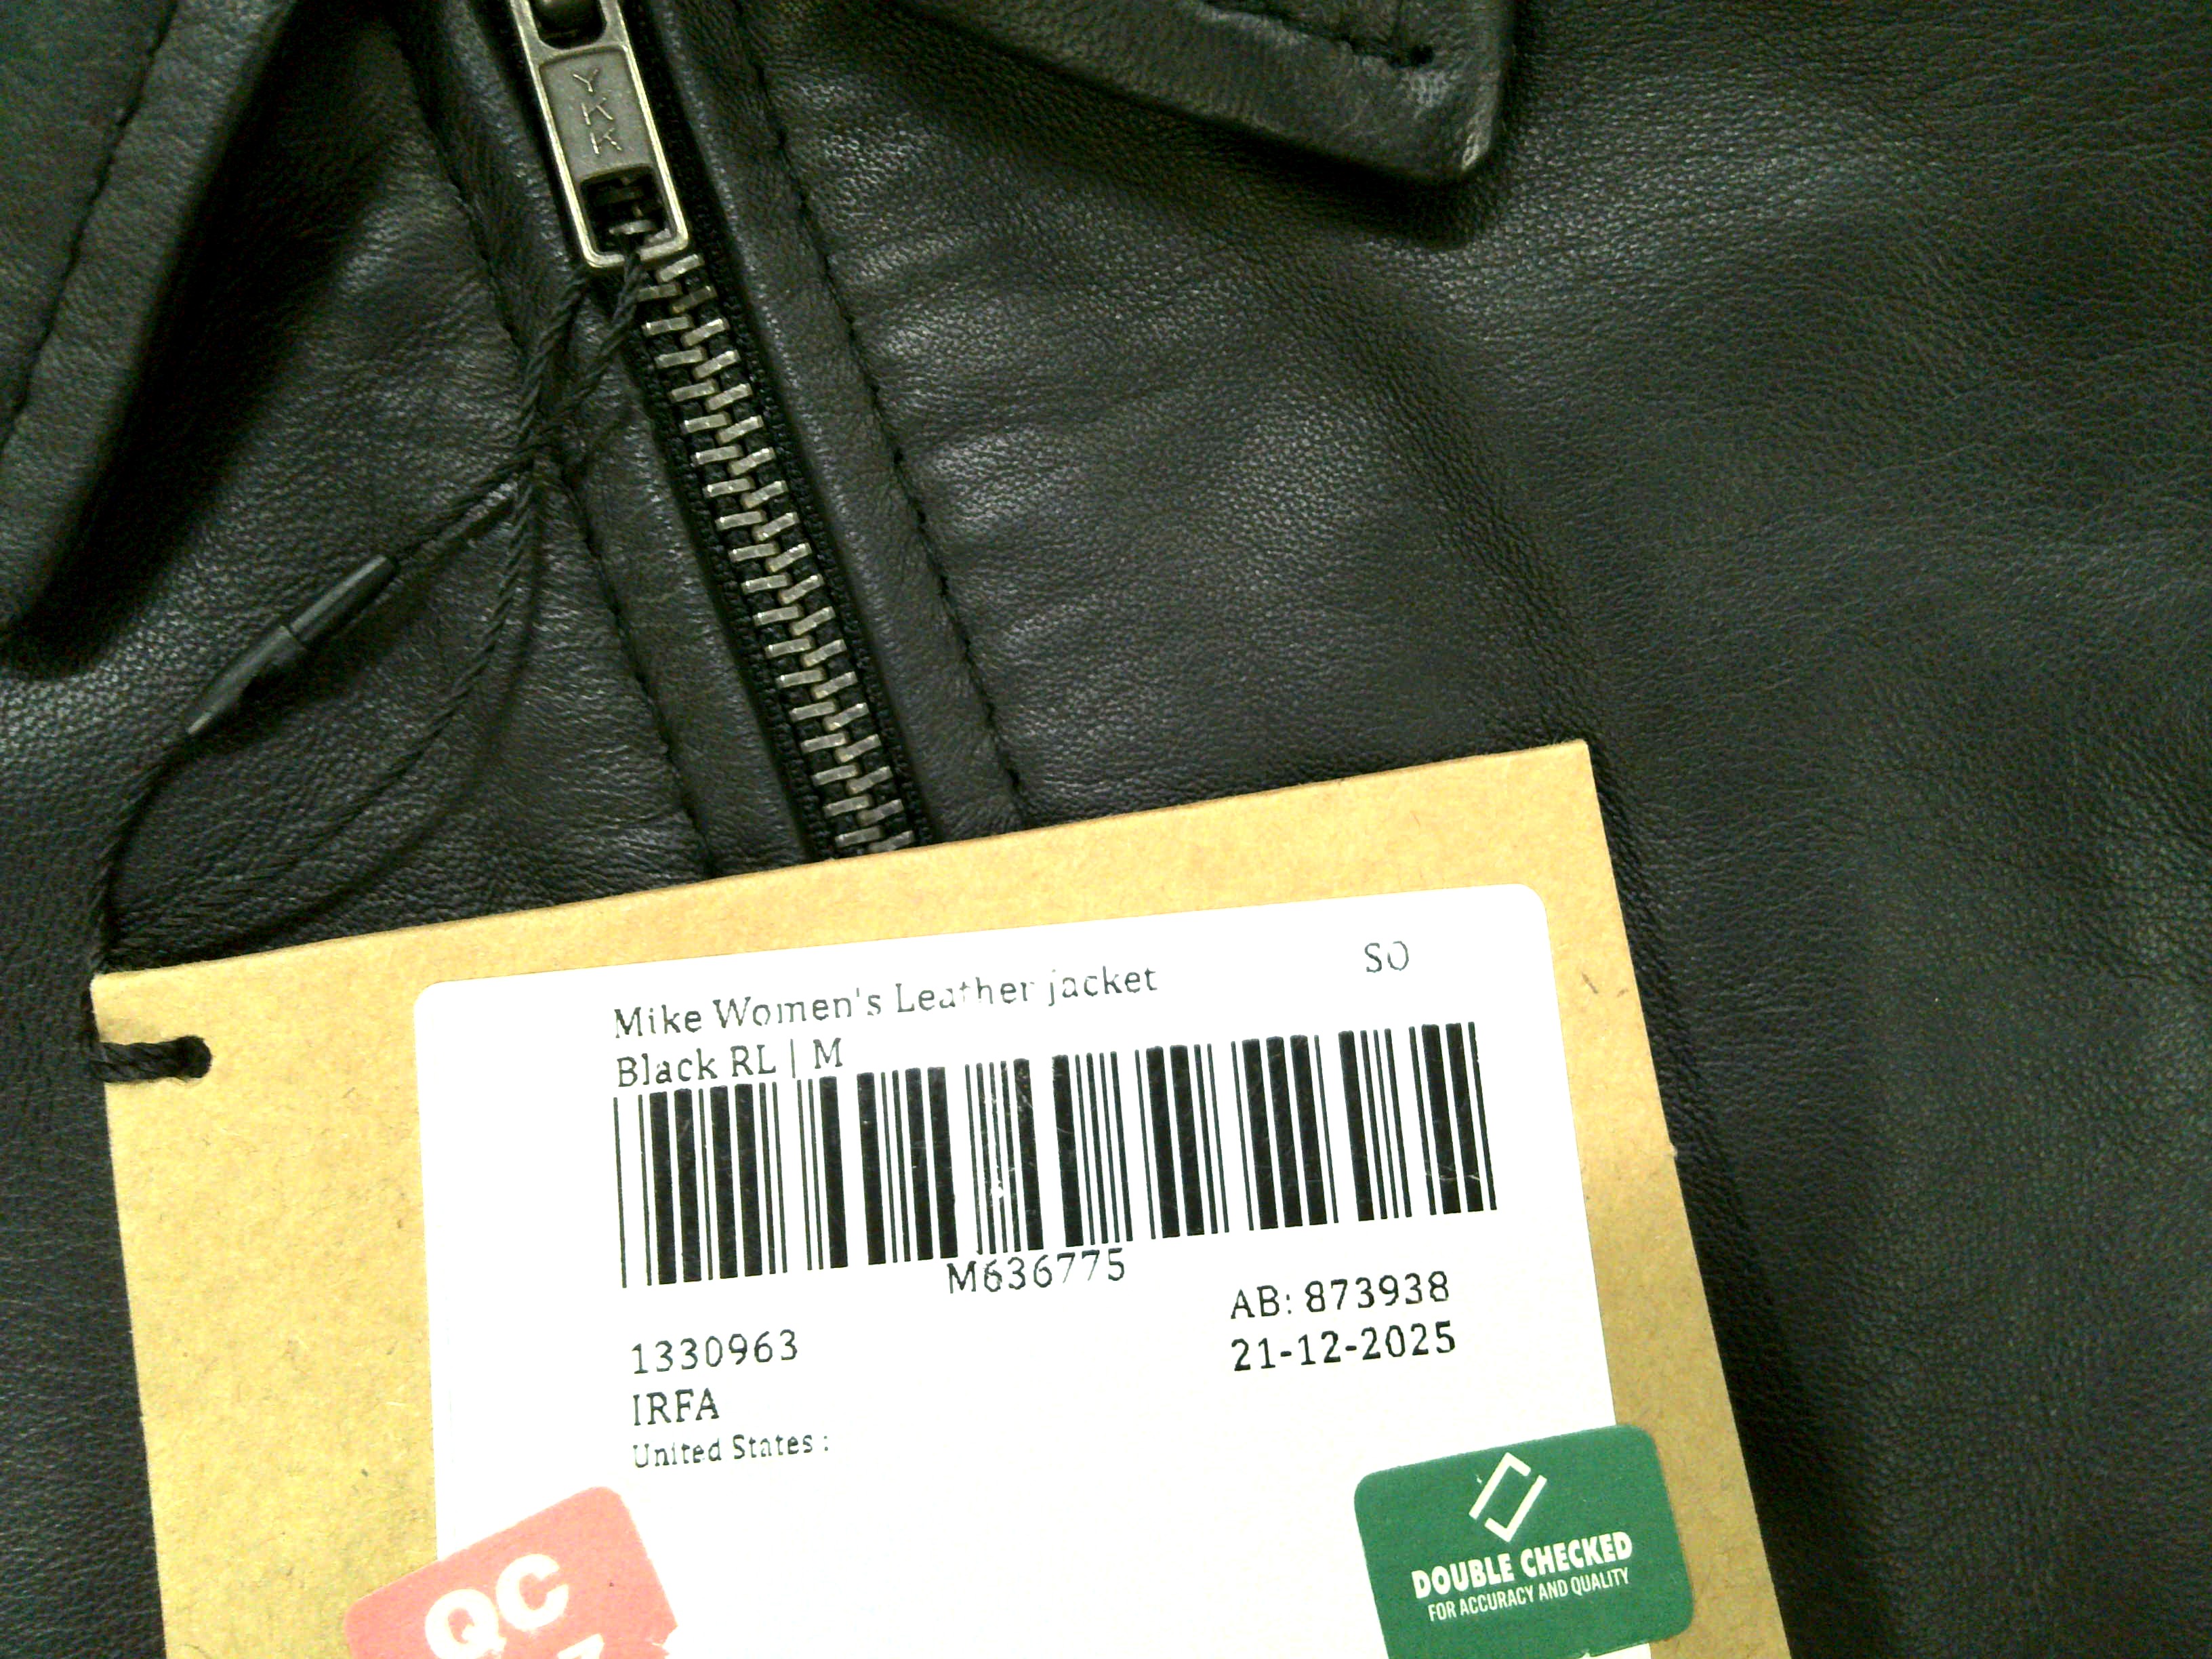 YKK
Mike Women's Leather jacket
SO
Black RL | M
M636775
AB: 873938
1330963
21-12-2025
IRFA
United States :
QC
DOUBLE CHECKED
FOR ACCURACY AND QUALITY